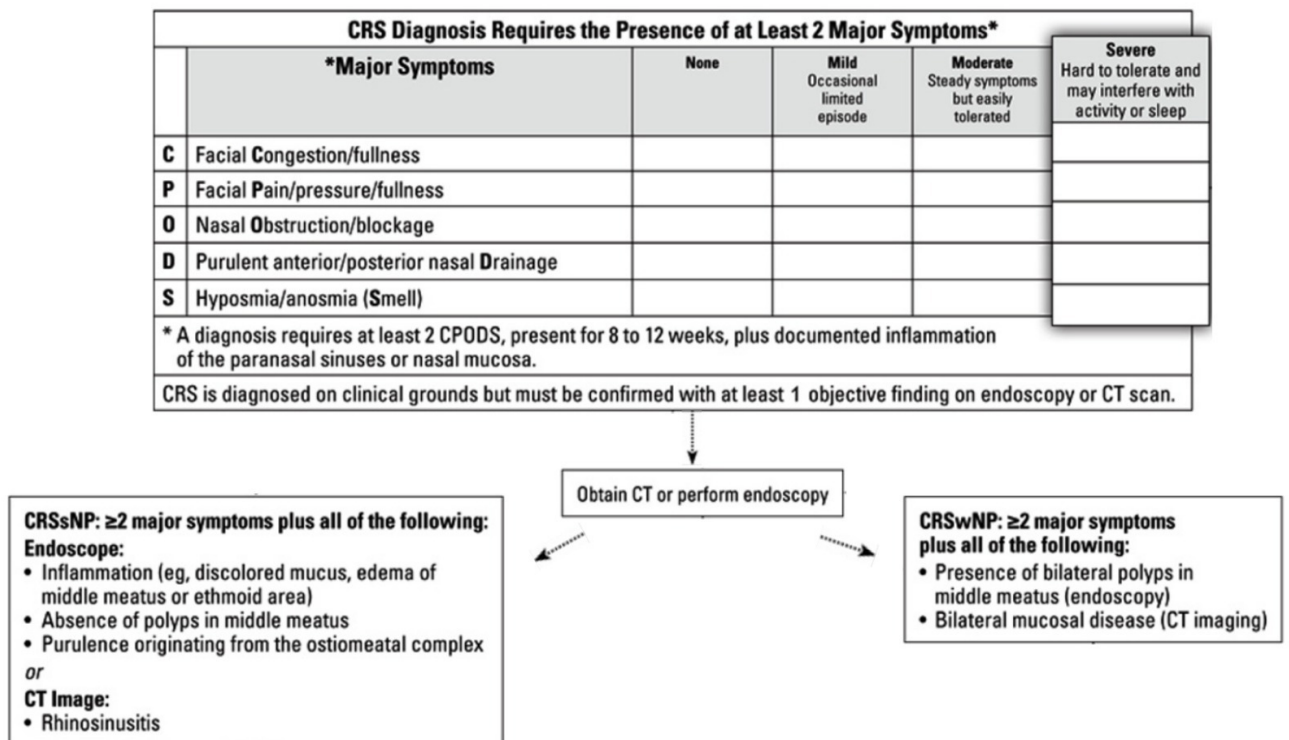 CRS Diagnosis Requires the Presence of at Least 2 Major Symptoms*
*Major Symptoms
None
Mild
Occasional
limited
episode
Moderate
Steady symptoms
but easily
tolerated
Severe
Hard to tolerate and
may interfere with
activity or sleep
C Facial Congestion/fullness
P Facial Pain/pressure/fullness
O Nasal Obstruction/blockage
D Purulent anterior/posterior nasal Drainage
S Hyposmia/anosmia (Smell)
* A diagnosis requires at least 2 CPODS, present for 8 to 12 weeks, plus documented inflammation
of the paranasal sinuses or nasal mucosa.
CRS is diagnosed on clinical grounds but must be confirmed with at least 1 objective finding on endoscopy or CT scan.
Obtain CT or perform endoscopy
CRSsNP: ≥2 major symptoms plus all of the following:
Endoscope:
• Inflammation (eg, discolored mucus, edema of
middle meatus or ethmoid area)
• Absence of polyps in middle meatus
• Purulence originating from the ostiomeatal complex
or
CT Image:
• Rhinosinusitis
CRSwNP: ≥2 major symptoms
plus all of the following:
• Presence of bilateral polyps in
middle meatus (endoscopy)
• Bilateral mucosal disease (CT imaging)